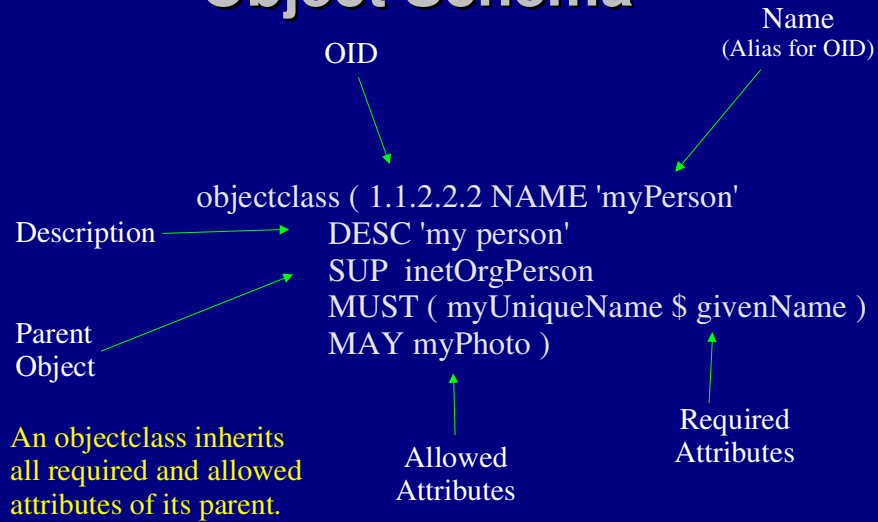 Object Schema
Name
(Alias for OID)
OID
objectclass ( 1.1.2.2.2 NAME 'myPerson'
Description
DESC 'my person'
SUP inetOrgPerson
MUST ( myUniqueName $ givenName )
MAY myPhoto )
Parent
Object
Required
Attributes
Allowed
Attributes
An objectclass inherits
all required and allowed
attributes of its parent.